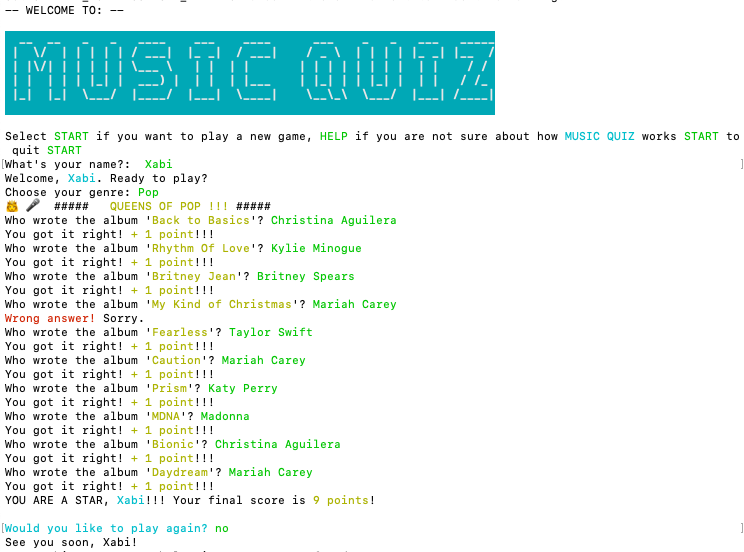 -- WELCOME TO: --
MUSIC QUIZ
Select START if you want to play a new game, HELP if you are not sure about how MUSIC QUIZ works START to
quit START
What's your name?: Xabi
Welcome, Xabi. Ready to play?
Choose your genre: Pop
##### QUEENS OF POP !!! #####
Who wrote the album 'Back to Basics'? Christina Aguilera
You got it right! + 1 point!!!
Who wrote the album 'Rhythm Of Love'? Kylie Minogue
You got it right! + 1 point!!!
Who wrote the album 'Britney Jean'? Britney Spears
You got it right! + 1 point!!!
Who wrote the album 'My Kind of Christmas'? Mariah Carey
Wrong answer! Sorry.
Who wrote the album 'Fearless'? Taylor Swift
You got it right! + 1 point!!!
Who wrote the album 'Caution'? Mariah Carey
You got it right! + 1 point!!!
Who wrote the album 'Prism'? Katy Perry
You got it right! + 1 point!!!
Who wrote the album 'MDNA'? Madonna
You got it right! + 1 point!!!
Who wrote the album 'Bionic'? Christina Aguilera
You got it right! + 1 point!!!
Who wrote the album 'Daydream'? Mariah Carey
You got it right! + 1 point!!!
YOU ARE A STAR, Xabi!!! Your final score is 9 points!
Would you like to play again? no
See you soon, Xabi!